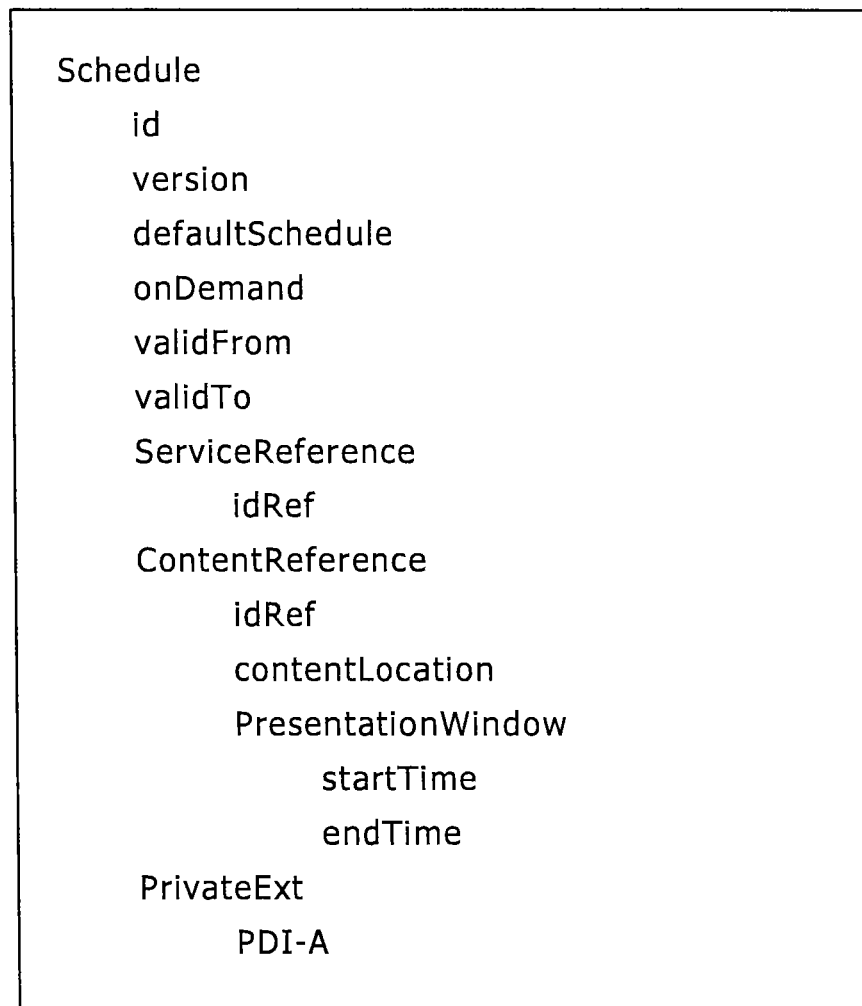 Schedule
id
version
defaultSchedule
onDemand
validFrom
validTo
ServiceReference
idRef
ContentReference
idRef
contentLocation
PresentationWindow
startTime
endTime
PrivateExt
PDI-A